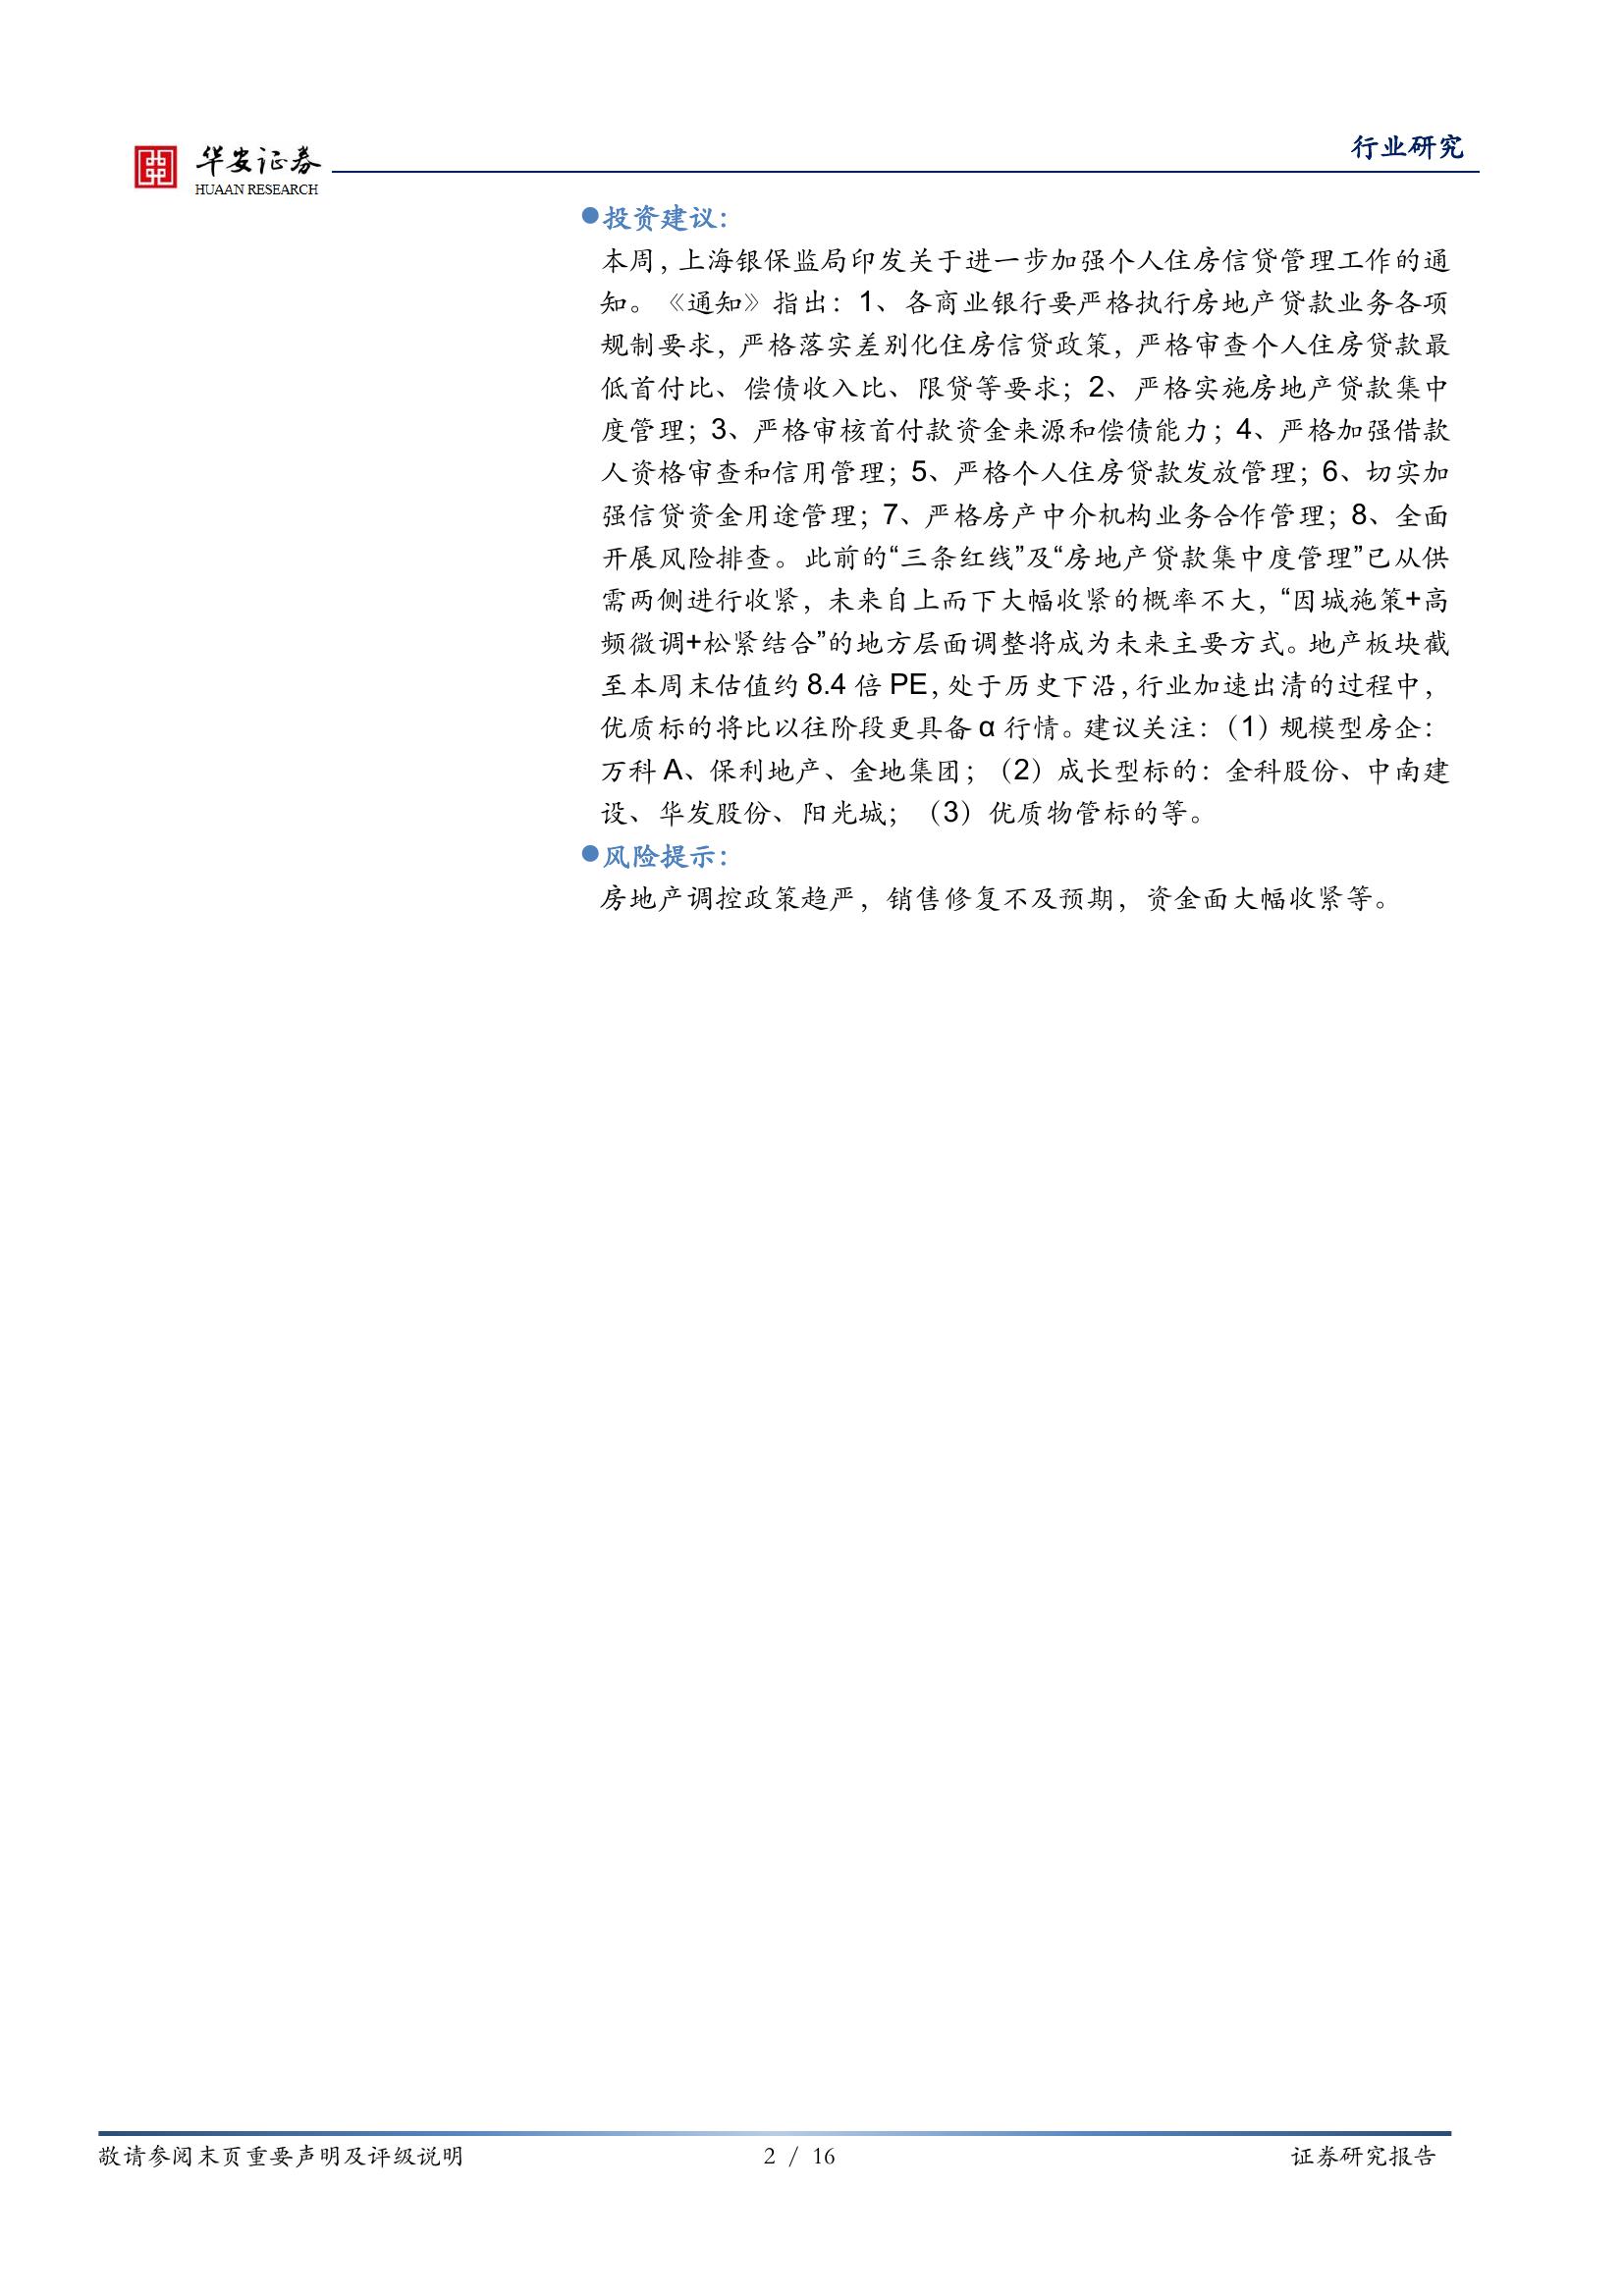 华安证券
HUAAN RESEARCH
行业研究
投资建议：
本周，上海银保监局印发关于进一步加强个人住房信贷管理工作的通
知。《通知》指出：1、各商业银行要严格执行房地产贷款业务各项
规制要求，严格落实差别化住房信贷政策，严格审查个人住房贷款最
低首付比、偿债收入比、限贷等要求；2、严格实施房地产贷款集中
度管理；3、严格审核首付款资金来源和偿债能力；4、严格加强借款
人资格审查和信用管理；5、严格个人住房贷款发放管理；6、切实加
强信贷资金用途管理；7、严格房产中介机构业务合作管理；8、全面
开展风险排查。此前的“三条红线”及“房地产贷款集中度管理”已从供
需两侧进行收紧，未来自上而下大幅收紧的概率不大，“因城施策+高
频微调+松紧结合”的地方层面调整将成为未来主要方式。地产板块截
至本周末估值约 8.4 倍 PE，处于历史下沿，行业加速出清的过程中，
优质标的将比以往阶段更具备 α 行情。建议关注：（1）规模型房企：
万科 A、保利地产、金地集团；（2）成长型标的：金科股份、中南建
设、华发股份、阳光城；（3）优质物管标的等。
风险提示：
房地产调控政策趋严，销售修复不及预期，资金面大幅收紧等。
敬请参阅末页重要声明及评级说明
2 / 16
证券研究报告